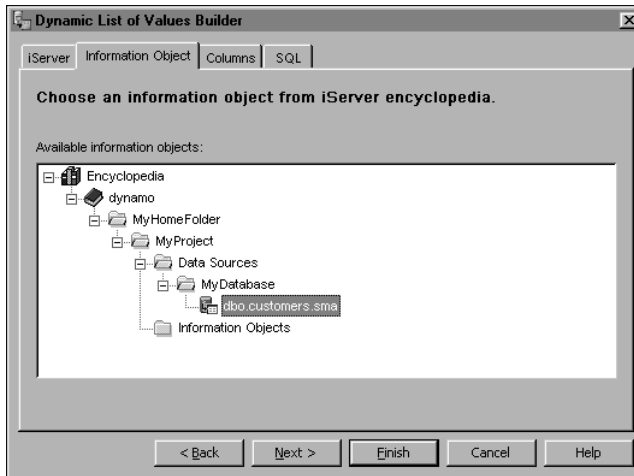 Dynamic List of Values Builder
iServer Information Object Columns SQL
Choose an information object from iServer encyclopedia.
Available information objects:
Encyclopedia
dynamo
MyHomeFolder
MyProject
Data Sources
MyDatabase
dbo.customers.sma
Information Objects
< Back Next > Finish Cancel Help